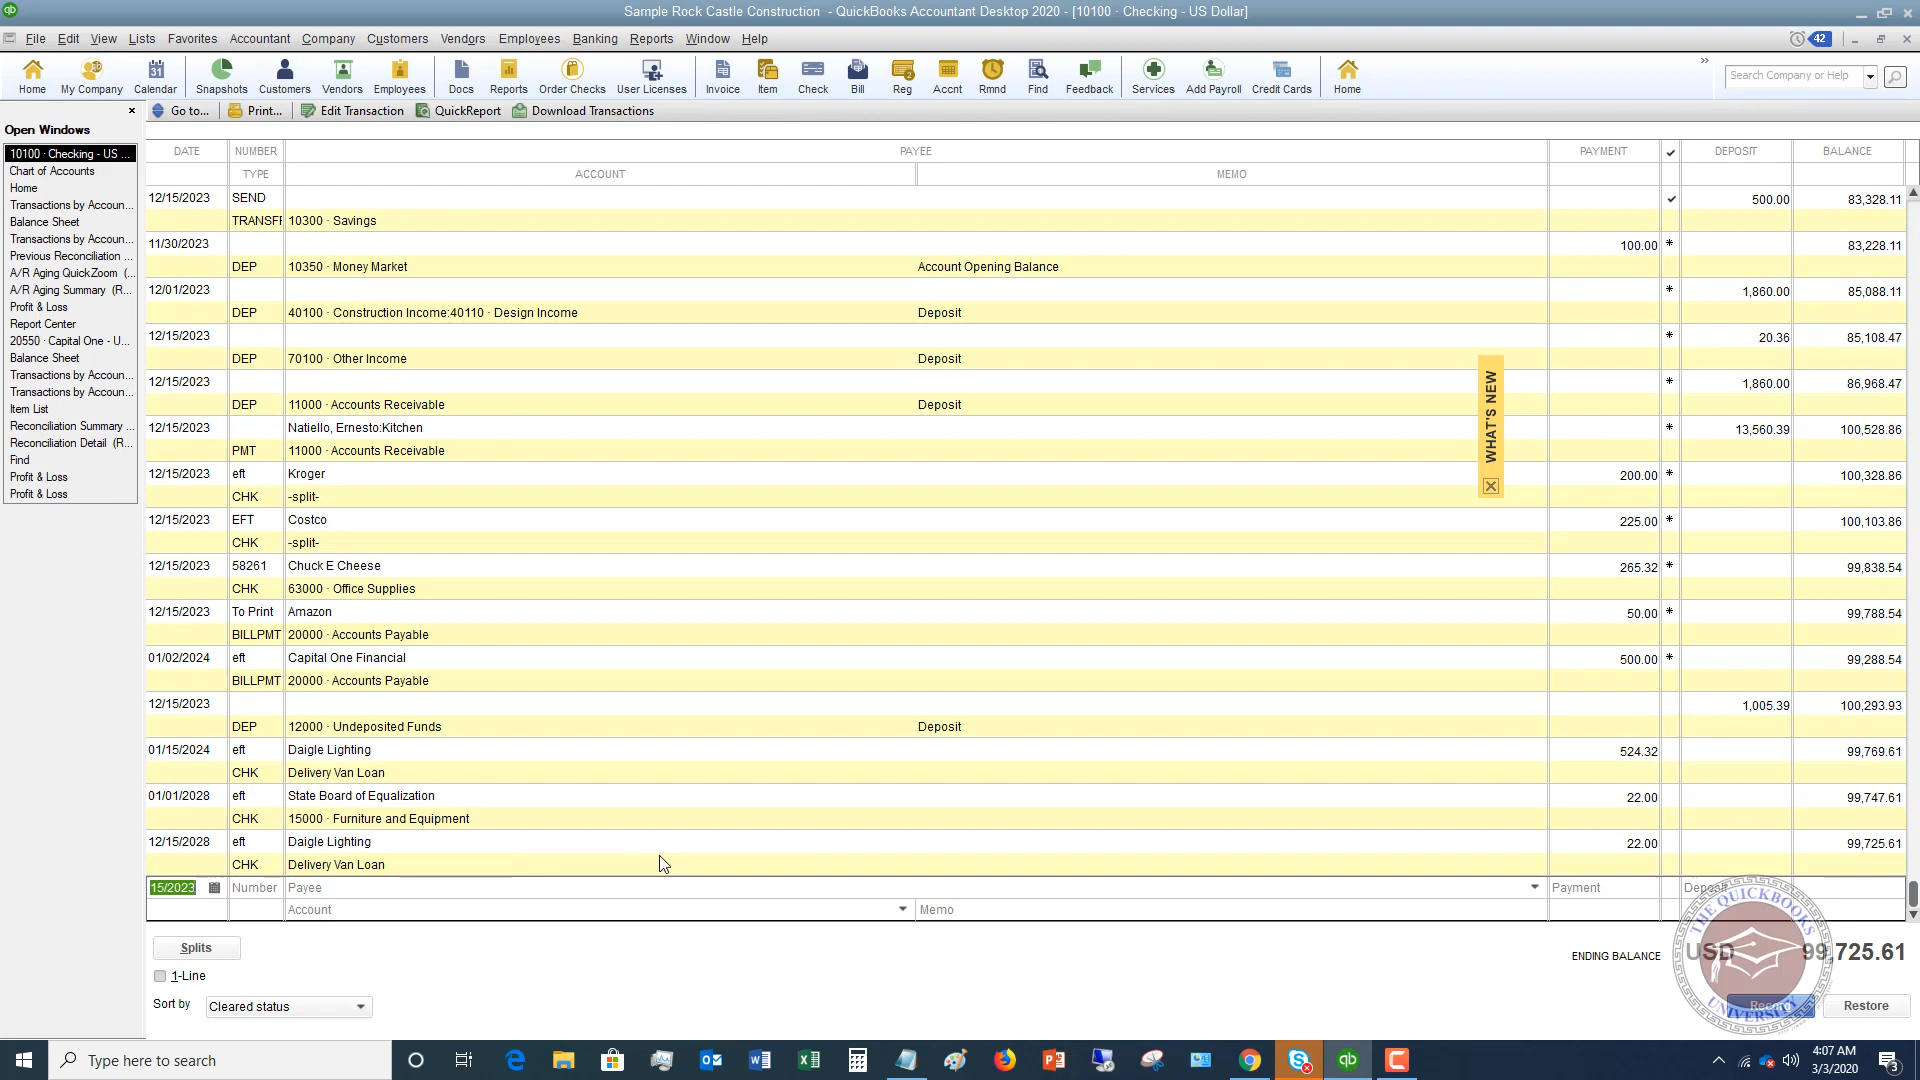 Sample Rock Castle Construction - QuickBooks Accountant Desktop 2020 - [10100 · Checking - US Dollar]
File Edit View Lists Favorites Accountant Company Customers Vendors Employees Banking Reports Window Help 42
Home My Company Calendar Snapshots Customers Vendors Employees Docs Reports Order Checks User Licenses Invoice Item Check Bill Reg Accnt Rmnd Find Feedback Services Add Payroll Credit Cards Home
Search Company or Help
Go to... Print... Edit Transaction QuickReport Download Transactions
Open Windows
10100 · Checking - US ...
Chart of Accounts
Home
Transactions by Accoun...
Balance Sheet
Transactions by Accoun...
Previous Reconciliation ...
A/R Aging QuickZoom (...
A/R Aging Summary (R...
Profit & Loss
Report Center
20550 · Capital One - U...
Balance Sheet
Transactions by Accoun...
Transactions by Accoun...
Item List
Reconciliation Summary ...
Reconciliation Detail (R...
Find
Profit & Loss
Profit & Loss
DATE NUMBER PAYEE PAYMENT ✓ DEPOSIT BALANCE
TYPE ACCOUNT MEMO
12/15/2023 SEND ✓ 500.00 83,328.11
TRANSFR 10300 · Savings
11/30/2023 100.00 * 83,228.11
DEP 10350 · Money Market Account Opening Balance
12/01/2023 * 1,860.00 85,088.11
DEP 40100 · Construction Income:40110 · Design Income Deposit
12/15/2023 * 20.36 85,108.47
DEP 70100 · Other Income Deposit
12/15/2023 * 1,860.00 86,968.47
DEP 11000 · Accounts Receivable Deposit
12/15/2023 Natiello, Ernesto:Kitchen * 13,560.39 100,528.86
PMT 11000 · Accounts Receivable
12/15/2023 eft Kroger 200.00 * 100,328.86
CHK -split-
12/15/2023 EFT Costco 225.00 * 100,103.86
CHK -split-
12/15/2023 58261 Chuck E Cheese 265.32 * 99,838.54
CHK 63000 · Office Supplies
12/15/2023 To Print Amazon 50.00 * 99,788.54
BILLPMT 20000 · Accounts Payable
01/02/2024 eft Capital One Financial 500.00 * 99,288.54
BILLPMT 20000 · Accounts Payable
12/15/2023 1,005.39 100,293.93
DEP 12000 · Undeposited Funds Deposit
01/15/2024 eft Daigle Lighting 524.32 99,769.61
CHK Delivery Van Loan
01/01/2028 eft State Board of Equalization 22.00 99,747.61
CHK 15000 · Furniture and Equipment
12/15/2028 eft Daigle Lighting 22.00 99,725.61
CHK Delivery Van Loan
15/2023 Number Payee Payment Deposit
Account Memo
WHAT'S NEW
Splits
1-Line
Sort by Cleared status
ENDING BALANCE USD 99,725.61
Record Restore
THE QUICKBOOKS UNIVERSITY
Type here to search
4:07 AM
3/3/2020
3